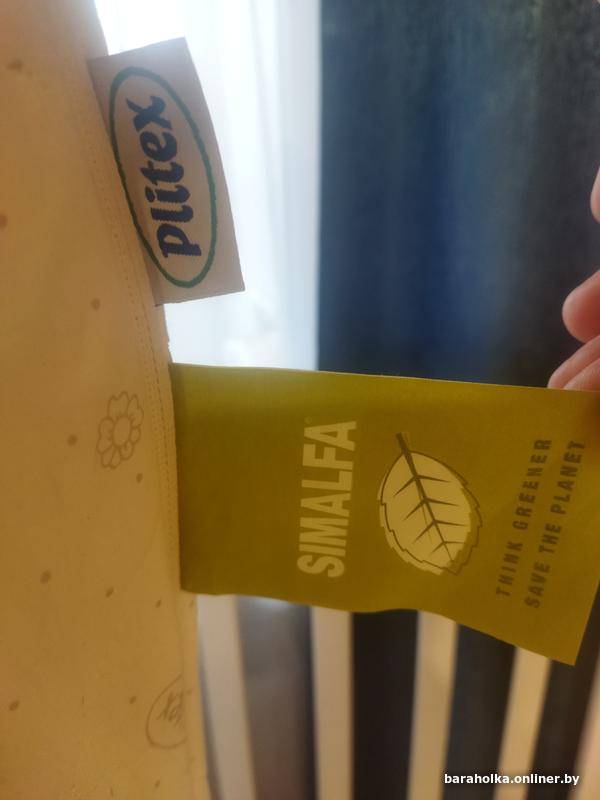 Plitex
SIMALFA®
THINK GREENER
SAVE THE PLANET
baraholka.onliner.by